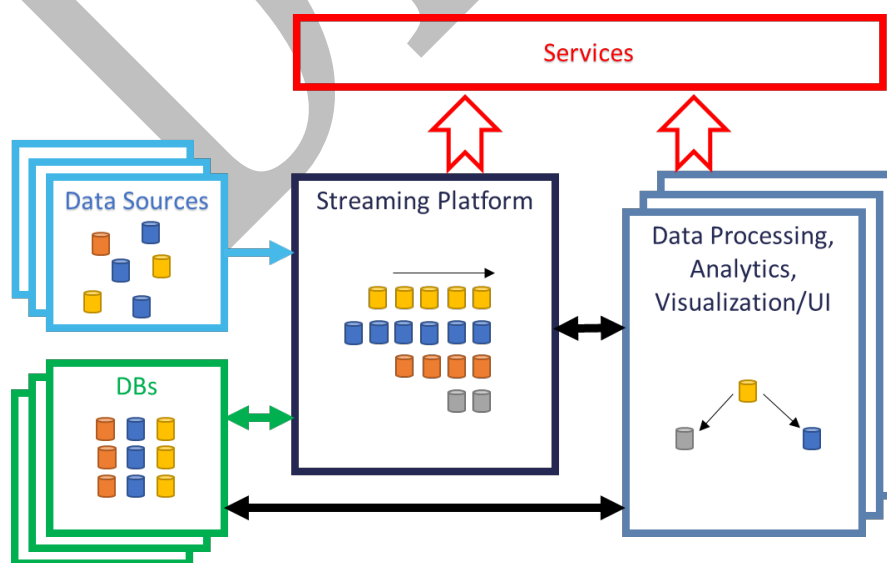 Services
Data Sources
Streaming Platform
Data Processing,
Analytics,
Visualization/UI
DBs